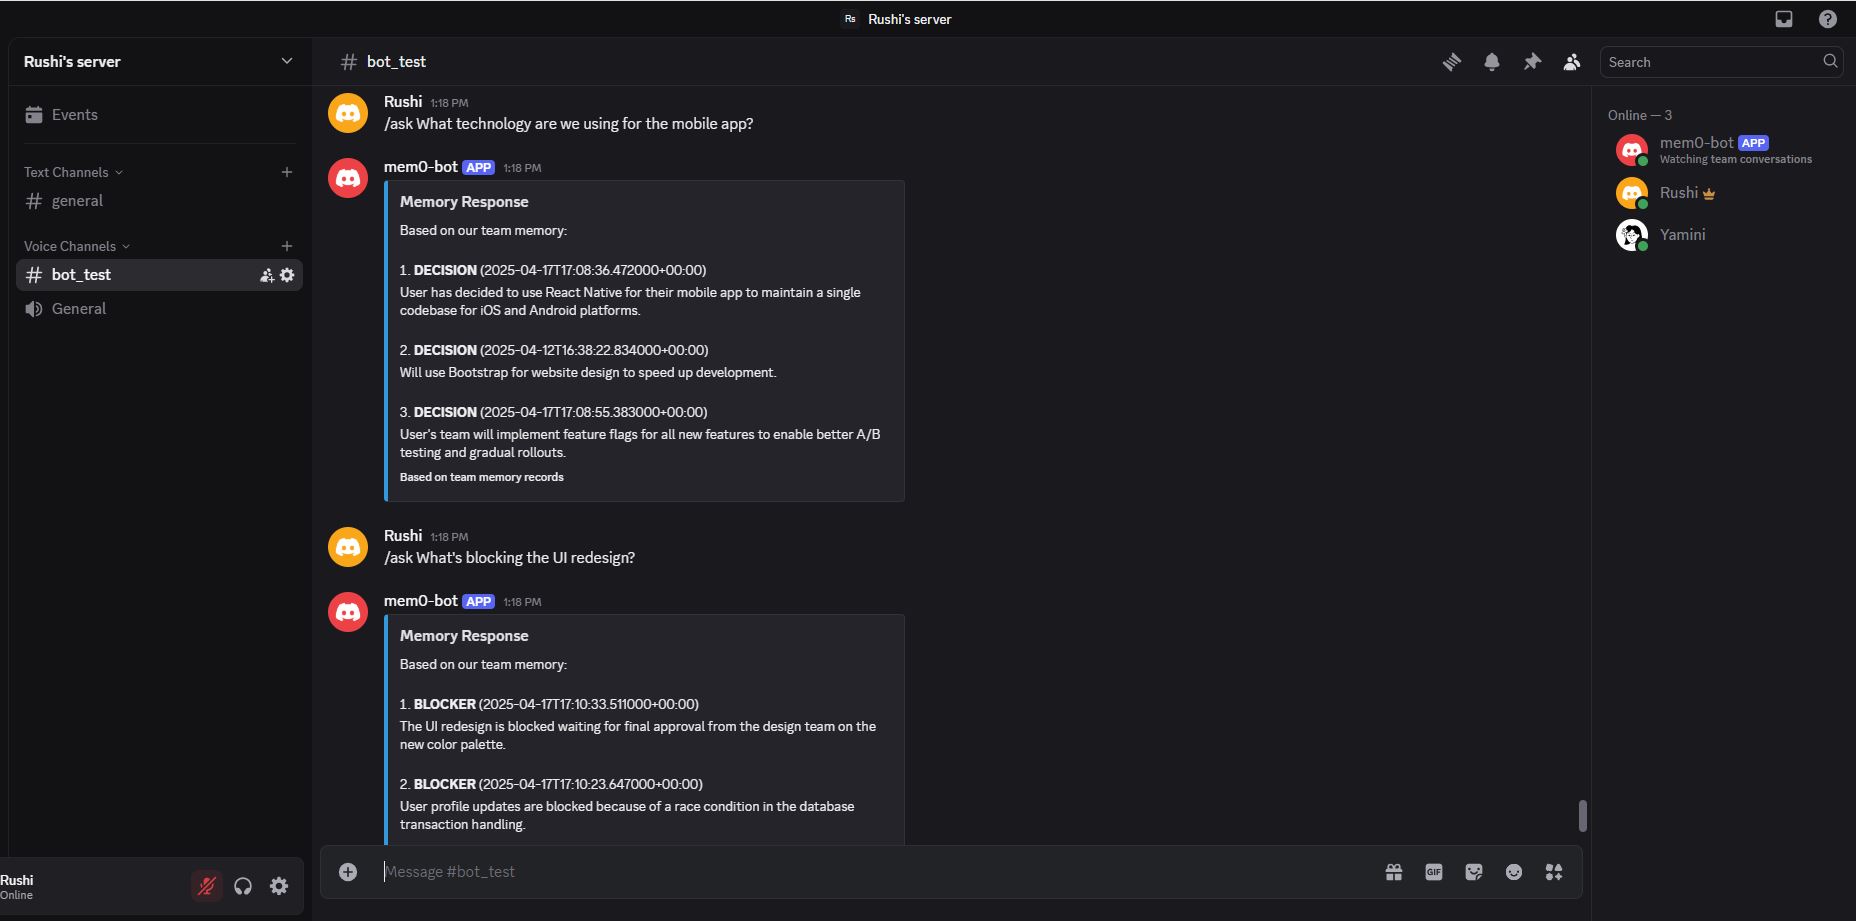 Rs Rushi's server
Rushi's server
Events
Text Channels
general
Voice Channels
bot_test
General
Rushi
Online
bot_test
Search
Rushi 1:18 PM
/ask What technology are we using for the mobile app?
mem0-bot APP 1:18 PM
Memory Response
Based on our team memory:
1. DECISION (2025-04-17T17:08:36.472000+00:00)
User has decided to use React Native for their mobile app to maintain a single
codebase for iOS and Android platforms.
2. DECISION (2025-04-12T16:38:22.834000+00:00)
Will use Bootstrap for website design to speed up development.
3. DECISION (2025-04-17T17:08:55.383000+00:00)
User's team will implement feature flags for all new features to enable better A/B
testing and gradual rollouts.
Based on team memory records
Rushi 1:18 PM
/ask What's blocking the UI redesign?
mem0-bot APP 1:18 PM
Memory Response
Based on our team memory:
1. BLOCKER (2025-04-17T17:10:33.511000+00:00)
The UI redesign is blocked waiting for final approval from the design team on the
new color palette.
2. BLOCKER (2025-04-17T17:10:23.647000+00:00)
User profile updates are blocked because of a race condition in the database
transaction handling.
Message #bot_test
GIF
Online — 3
mem0-bot APP
Watching team conversations
Rushi
Yamini